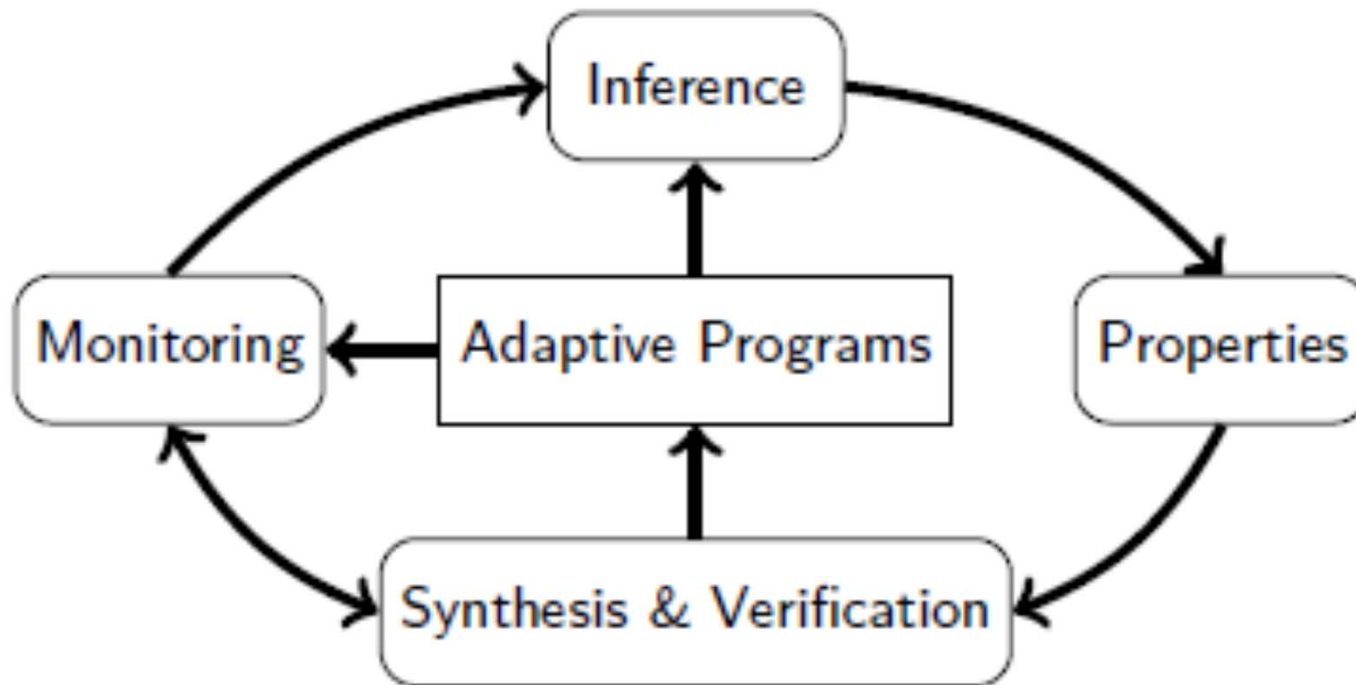 Inference
Monitoring
Adaptive Programs
Properties
Synthesis & Verification